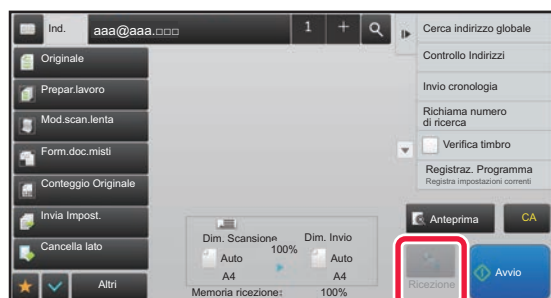 Ind.
aaa@aaa.□□□
1
+
Cerca indirizzo globale
Originale
Controllo Indirizzi
Prepar.lavoro
Invio cronologia
Mod.scan.lenta
Richiama numero
di ricerca
Form.doc.misti
Verifica timbro
Conteggio Originale
Registraz. Programma
Registra impostazioni correnti
Invia Impost.
Anteprima
CA
Cancella lato
Dim. Scansione
100%
Dim. Invio
Auto
A4
Auto
A4
Altri
Memoria ricezione:
100%
Ricezione
Avvio